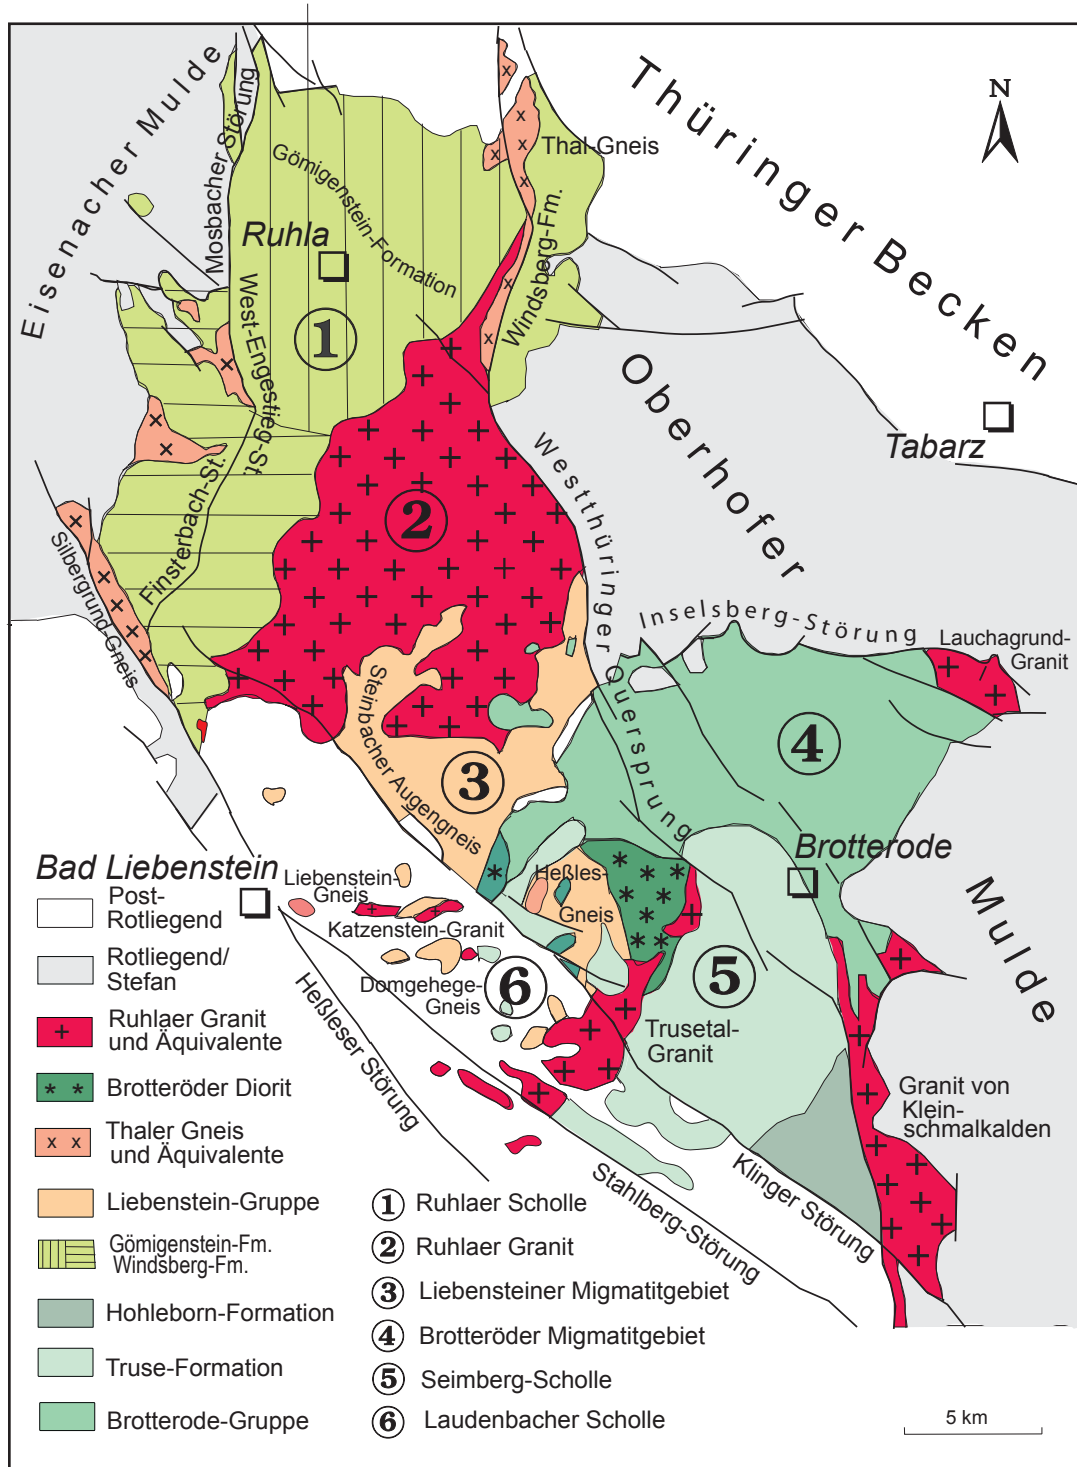 Eisenacher Mulde
Mosbacher Störung
Gömigenstein-Formation
Ruhla
West-Engestieg-St.
1
Thal-Gneis
Windsberg-Fm.
Thüringer Becken
N
Oberhofer
Tabarz
Mulde
2
Finsterbach-St.
Silbergrund-Gneis
Westthüringer Quersprung
Inselsberg-Störung
Lauchagrund-
Granit
Steinbacher Augengneis
3
4
Brotterode
Bad Liebenstein
Liebenstein-
Gneis
Katzenstein-Granit
Heßles-
Gneis
Domgehege-
Gneis
6
5
Trusetal-
Granit
Heßleser Störung
Granit von
Klein-
schmalkalden
Klinger Störung
Stahlberg-Störung
Post-
Rotliegend
Rotliegend/
Stefan
Ruhlaer Granit
und Äquivalente
Brotteröder Diorit
Thaler Gneis
und Äquivalente
Liebenstein-Gruppe
Gömigenstein-Fm.
Windsberg-Fm.
Hohleborn-Formation
Truse-Formation
Brotterode-Gruppe
1 Ruhlaer Scholle
2 Ruhlaer Granit
3 Liebensteiner Migmatitgebiet
4 Brotteröder Migmatitgebiet
5 Seimberg-Scholle
6 Laudenbacher Scholle
5 km